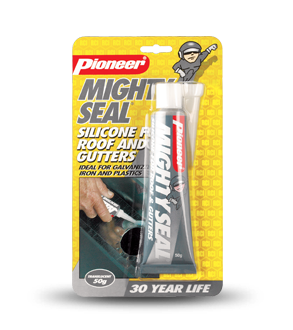 Pioneer
MIGHTY
SEAL
SILICONE
ROOF AND
GUTTERS
IDEAL FOR
IRON AND PLASTICS
Pioneer
MIGHTY SEAL
& GUTTERS
TRANSLUCENT
50g
30 YEAR LIFE